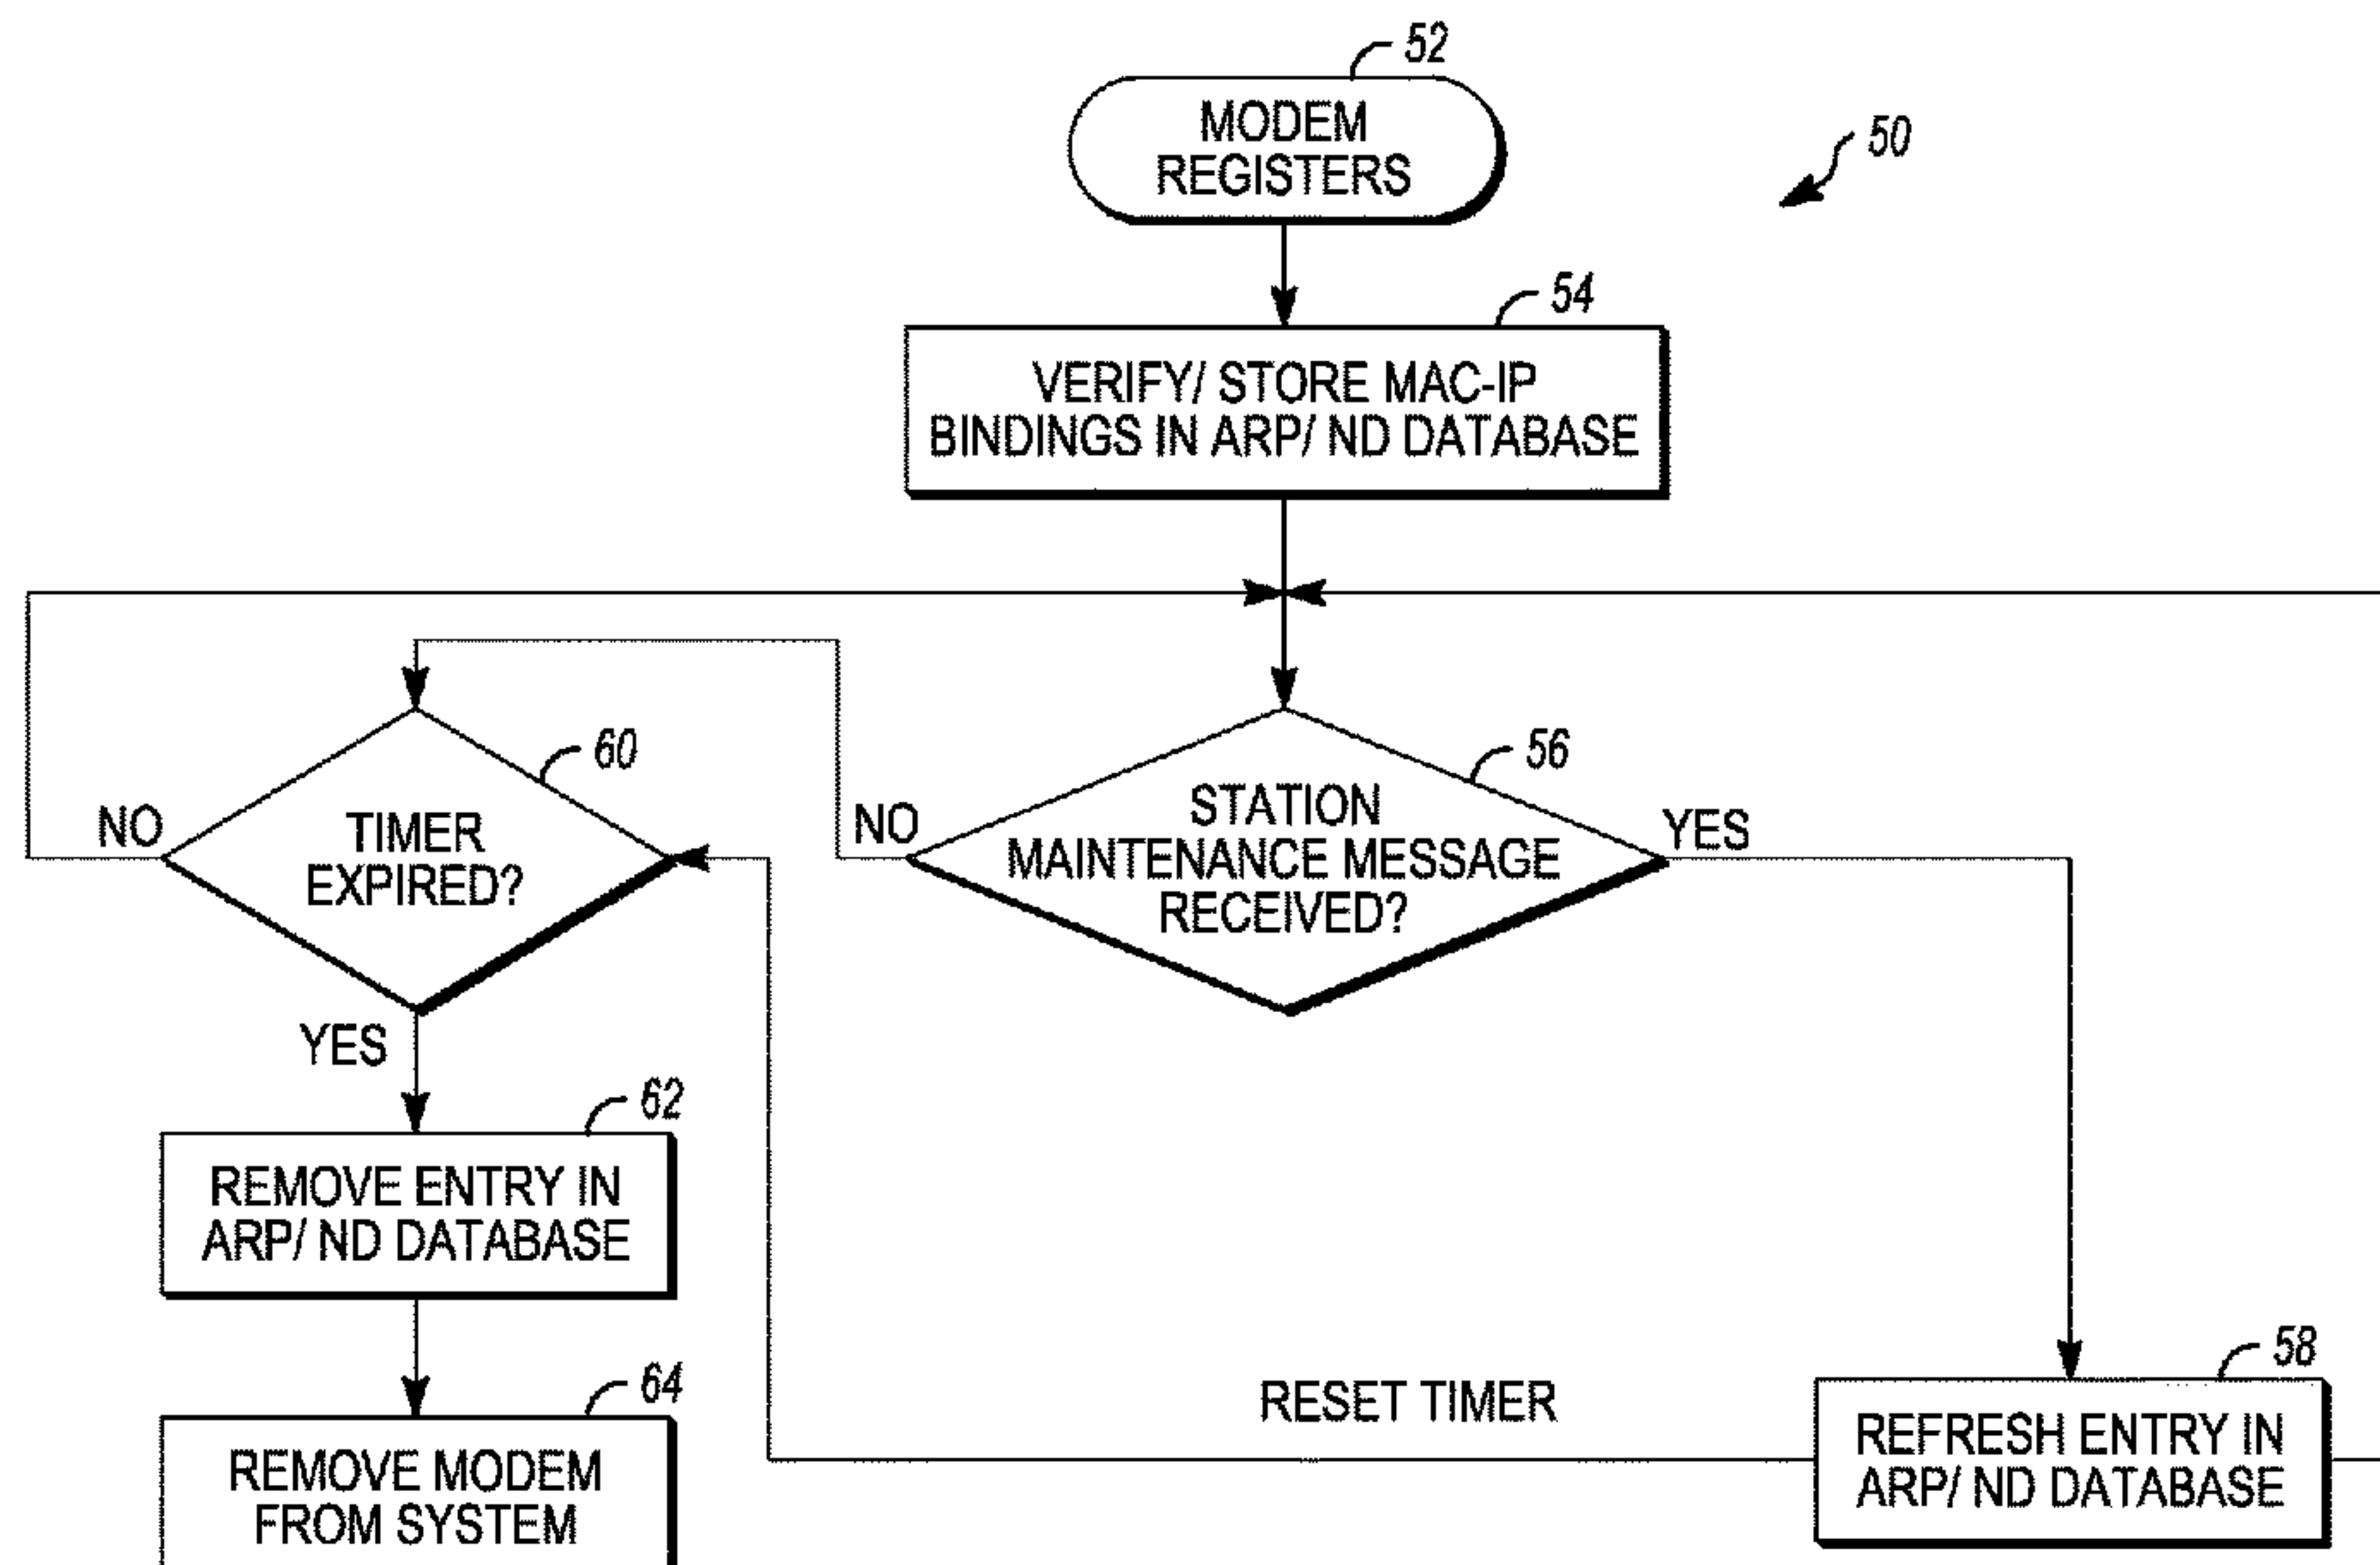 52
MODEM
REGISTERS
50
54
VERIFY/ STORE MAC-IP
BINDINGS IN ARP/ ND DATABASE
60
56
NO
TIMER
EXPIRED?
NO
STATION
MAINTENANCE MESSAGE
RECEIVED?
YES
YES
62
REMOVE ENTRY IN
ARP/ ND DATABASE
64
REMOVE MODEM
FROM SYSTEM
RESET TIMER
58
REFRESH ENTRY IN
ARP/ ND DATABASE